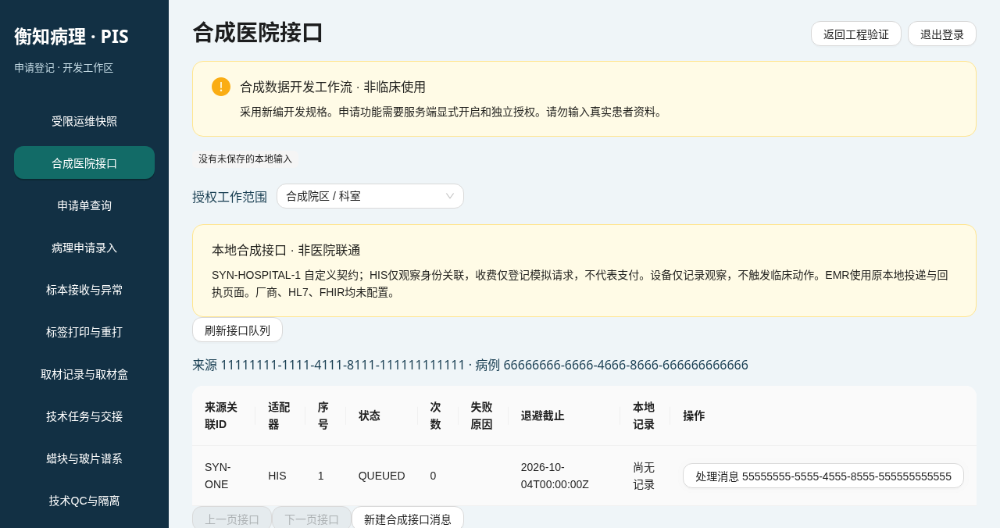 衡知病理 · PIS
申请登记 · 开发工作区
受限运维快照
合成医院接口
申请单查询
病理申请录入
标本接收与异常
标签打印与重打
取材记录与取材盒
技术任务与交接
蜡块与玻片谱系
技术QC与隔离
合成医院接口
返回工程验证
退出登录
合成数据开发工作流 · 非临床使用
采用新编开发规格。申请功能需要服务端显式开启和独立授权。请勿输入真实患者资料。
没有未保存的本地输入
授权工作范围
合成院区 / 科室
本地合成接口 · 非医院联通
SYN-HOSPITAL-1 自定义契约；HIS仅观察身份关联，收费仅登记模拟请求，不代表支付。设备仅记录观察，不触发临床动作。EMR使用原本地投递与回
执页面。厂商、HL7、FHIR均未配置。
刷新接口队列
来源 11111111-1111-4111-8111-111111111111 · 病例 66666666-6666-4666-8666-666666666666
来源关
联ID
适配
器
序
号
状态
次
数
失败
原因
退避截止
本地
记录
操作
SYN-
ONE
HIS
1
QUEUED
0
2026-10-
04T00:00:00Z
尚无
记录
处理消息 55555555-5555-4555-8555-555555555555
上一页接口
下一页接口
新建合成接口消息